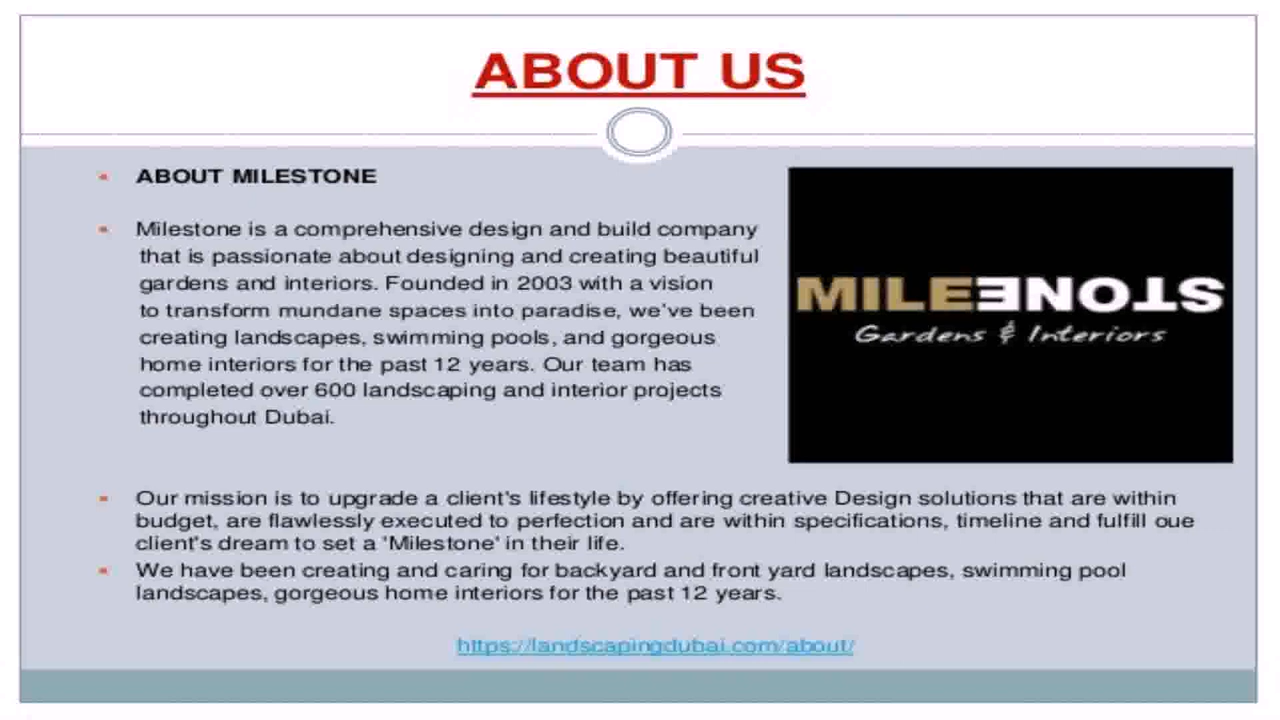 ABOUT US
ABOUT MILESTONE
Milestone is a comprehensive design and build company
that is passionate about designing and creating beautiful
gardens and interiors. Founded in 2003 with a vision
to transform mundane spaces into paradise, we've been
creating landscapes, swimming pools, and gorgeous
home interiors for the past 12 years. Our team has
completed over 600 landscaping and interior projects
throughout Dubai.
MILESTONE
Gardens & Interiors
Our mission is to upgrade a client's lifestyle by offering creative Design solutions that are within
budget, are flawlessly executed to perfection and are within specifications, timeline and fulfill oue
client's dream to set a 'Milestone' in their life.
We have been creating and caring for backyard and front yard landscapes, swimming pool
landscapes, gorgeous home interiors for the past 12 years.
https://landscapingdubai.com/about/